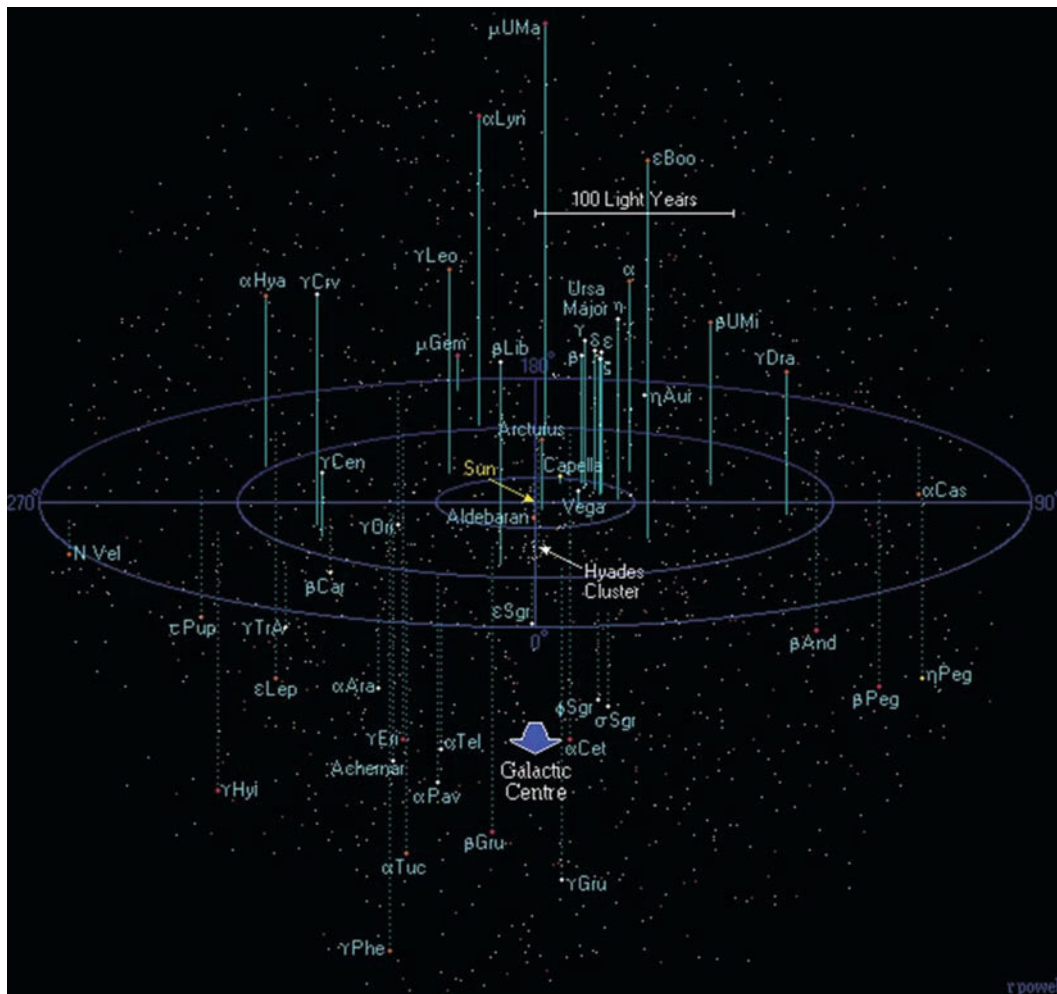 μUMa
αLyn
εBoo
100 Light Years
γLeo
αHya
γCrv
α
Ursa
Major
η
γ
δ
ε
βUMi
μGem
βLib
β
ζ
γDra
180°
ηAur
Arcturus
γCen
Sun
Capella
270°
90°
αCas
Vega
γOri
Aldebaran
N Vel
Hyades
Cluster
βCar
εSgr
τPup
γTrA
0°
βAnd
εLep
αAra
ηPeg
βPeg
φSgr
σSgr
γEri
αTel
αCet
Achernar
Galactic
Centre
γHyi
αPav
βGru
αTuc
γGru
γPhe
r powe